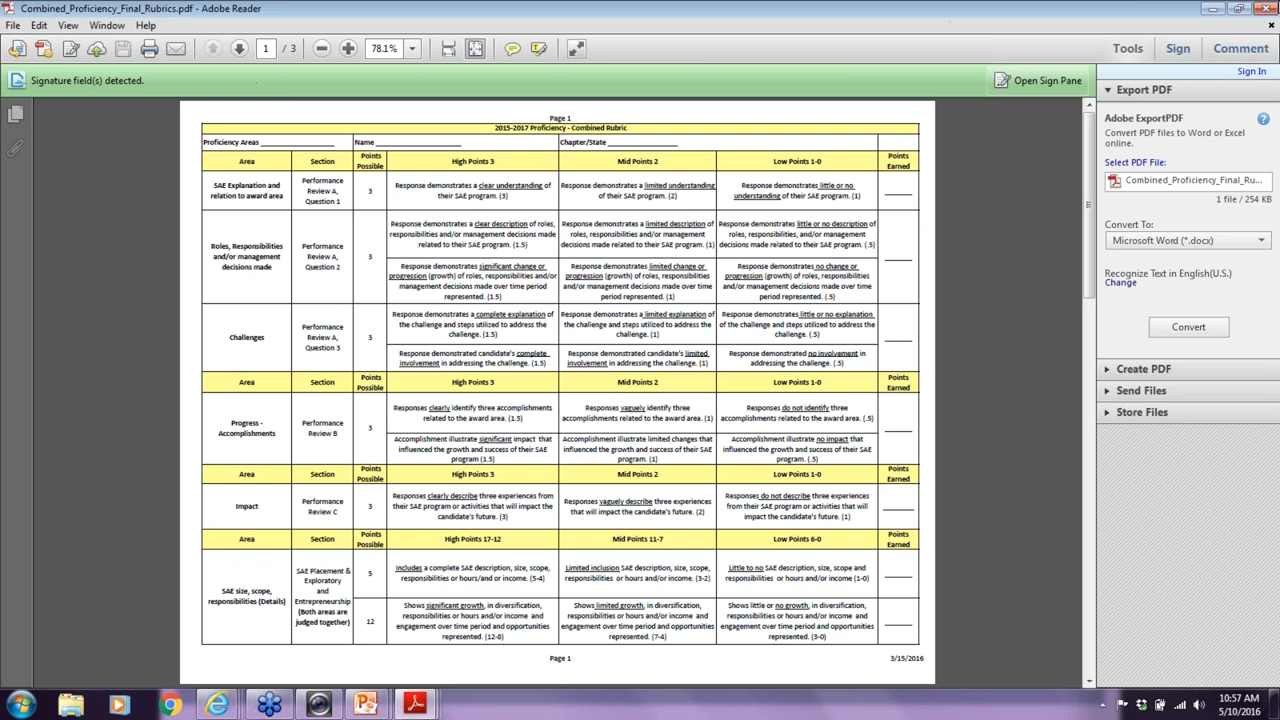 Combined_Proficiency_Final_Rubrics.pdf - Adobe Reader
File Edit View Window Help
1 / 3 78.1% Tools Sign Comment
Signature field(s) detected. Open Sign Pane
Sign In
Export PDF
Adobe ExportPDF
Convert PDF files to Word or Excel
online.
Select PDF File:
Combined_Proficiency_Final_Ru...
1 file / 254 KB
Convert To:
Microsoft Word (*.docx)
Recognize Text in English(U.S.)
Change
Convert
Create PDF
Send Files
Store Files
Page 1
2015-2017 Proficiency - Combined Rubric
Proficiency Areas ________ Name ________ Chapter/State ________
Area Section Points Possible High Points 3 Mid Points 2 Low Points 1-0 Points Earned
SAE Explanation and
relation to award area
Performance
Review A,
Question 1
3
Response demonstrates a clear understanding of
their SAE program. (3)
Response demonstrates a limited understanding
of their SAE program. (2)
Response demonstrates little or no
understanding of their SAE program. (1)
Roles, Responsibilities
and/or management
decisions made
Performance
Review A,
Question 2
3
Response demonstrates a clear description of roles,
responsibilities and/or management decisions made
related to their SAE program. (1.5)
Response demonstrates a limited description of
roles, responsibilities and/or management
decisions made related to their SAE program. (1)
Response demonstrates little or no description of
roles, responsibilities, and/or management
decisions made related to their SAE program. (.5)
Response demonstrates significant change or
progression (growth) of roles, responsibilities and/or
management decisions made over time period
represented. (1.5)
Response demonstrates limited change or
progression (growth) of roles, responsibilities
and/or management decisions made over time
period represented. (1)
Response demonstrates no change or
progression (growth) of roles, responsibilities
and/or management decisions made over time
period represented. (.5)
Challenges
Performance
Review A,
Question 3
3
Response demonstrates a complete explanation of
the challenge and steps utilized to address the
challenge. (1.5)
Response demonstrates a limited explanation of
the challenge and steps utilized to address the
challenge. (1)
Response demonstrates little or no explanation
of the challenge and steps utilized to address the
challenge. (.5)
Response demonstrated candidate's complete
involvement in addressing the challenge. (1.5)
Response demonstrated candidate's limited
involvement in addressing the challenge. (1)
Response demonstrated no involvement in
addressing the challenge. (.5)
Area Section Points Possible High Points 3 Mid Points 2 Low Points 1-0 Points Earned
Progress -
Accomplishments
Performance
Review B
3
Responses clearly identify three accomplishments
related to the award area. (1.5)
Responses vaguely identify three
accomplishments related to the award area. (1)
Responses do not identify three
accomplishments related to the award area. (.5)
Accomplishment illustrate significant impact that
influenced the growth and success of their SAE
program (1.5)
Accomplishment illustrate limited changes that
influenced the growth and success of their SAE
program. (1)
Accomplishment illustrate no impact that
influenced the growth and success of their SAE
program. (.5)
Area Section Points Possible High Points 3 Mid Points 2 Low Points 1-0 Points Earned
Impact
Performance
Review C
3
Responses clearly describe three experiences from
their SAE program or activities that will impact the
candidate's future. (3)
Responses vaguely describe three experiences
that will impact the candidate's future. (2)
Responses do not describe three experiences
from their SAE program or activities that will
impact the candidate's future. (1)
Area Section Points Possible High Points 17-12 Mid Points 11-7 Low Points 6-0 Points Earned
SAE size, scope,
responsibilities (Details)
SAE Placement &
Exploratory
and
Entrepreneurship
(Both areas are
judged together)
5
Includes a complete SAE description, size, scope,
responsibilities or hours/and or income. (5-4)
Limited inclusion SAE description, size, scope,
responsibilities or hours and/or income. (3-2)
Little to no SAE description, size, scope and
responsibilities or hours and/or income (1-0)
12
Shows significant growth, in diversification,
responsibilities or hours and/or income and
engagement over time period and opportunities
represented. (12-8)
Shows limited growth, in diversification,
responsibilities or hours and/or income and
engagement over time period and opportunities
represented. (7-4)
Shows little or no growth, in diversification,
responsibilities or hours and/or income and
engagement over time period and opportunities
represented. (3-0)
Page 1 3/15/2016
10:57 AM
5/10/2016